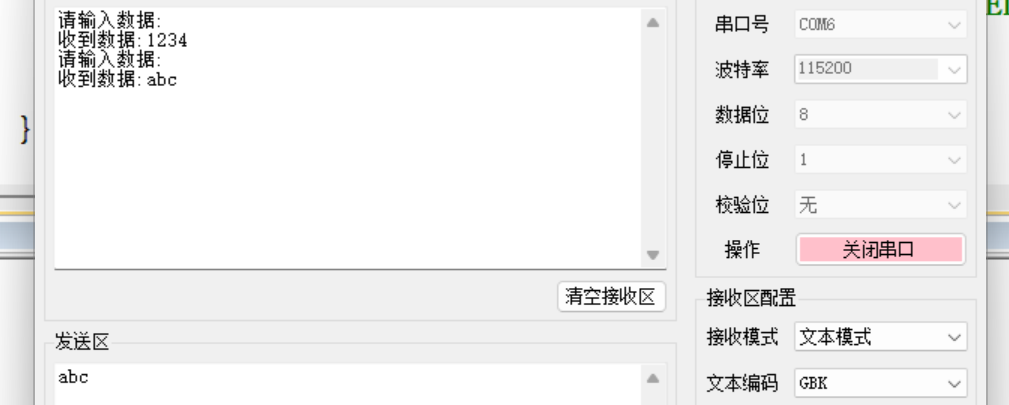 请输入数据:
收到数据:1234
请输入数据:
收到数据:abc
}
清空接收区
发送区
abc
串口号 COM6
波特率 115200
数据位 8
停止位 1
校验位 无
操作 关闭串口
接收区配置
接收模式 文本模式
文本编码 GBK